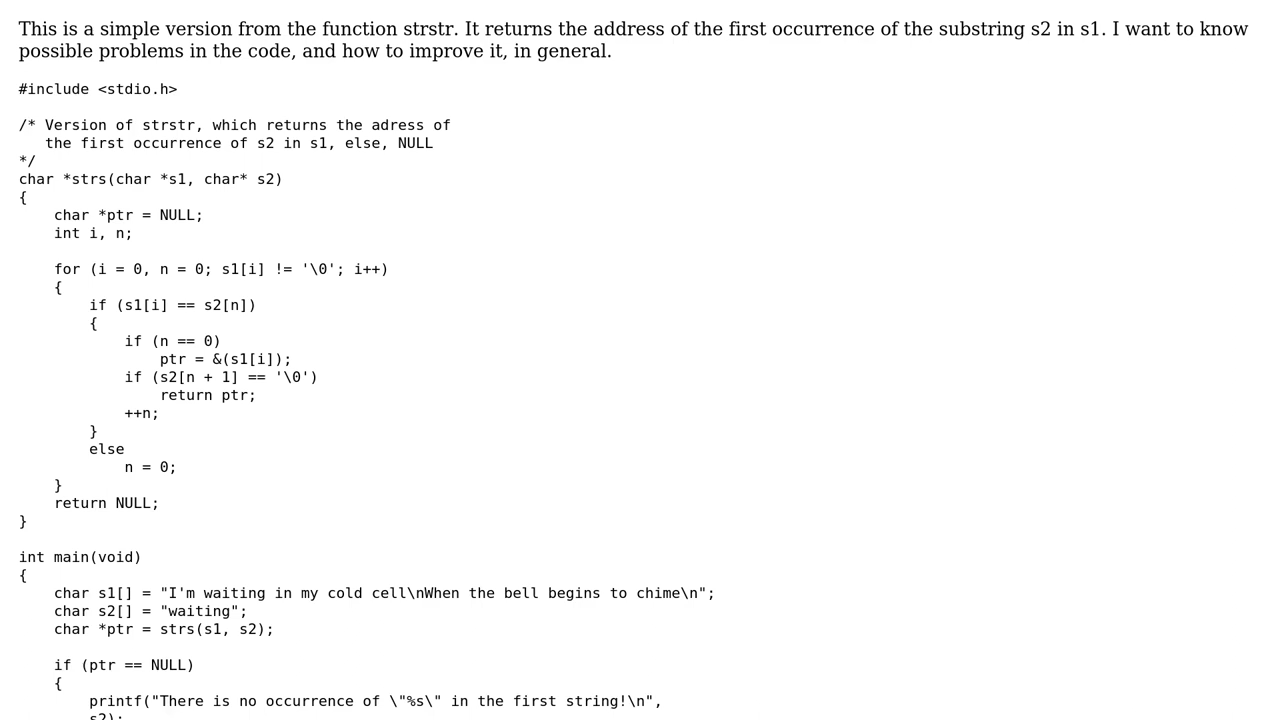 This is a simple version from the function strstr. It returns the address of the first occurrence of the substring s2 in s1. I want to know
possible problems in the code, and how to improve it, in general.
#include <stdio.h>
/* Version of strstr, which returns the adress of
   the first occurrence of s2 in s1, else, NULL
*/
char *strs(char *s1, char* s2)
{
    char *ptr = NULL;
    int i, n;
    for (i = 0, n = 0; s1[i] != '\0'; i++)
    {
        if (s1[i] == s2[n])
        {
            if (n == 0)
                ptr = &(s1[i]);
            if (s2[n + 1] == '\0')
                return ptr;
            ++n;
        }
        else
            n = 0;
    }
    return NULL;
}
int main(void)
{
    char s1[] = "I'm waiting in my cold cell\nWhen the bell begins to chime\n";
    char s2[] = "waiting";
    char *ptr = strs(s1, s2);
    if (ptr == NULL)
    {
        printf("There is no occurrence of \"%s\" in the first string!\n",
        s2);